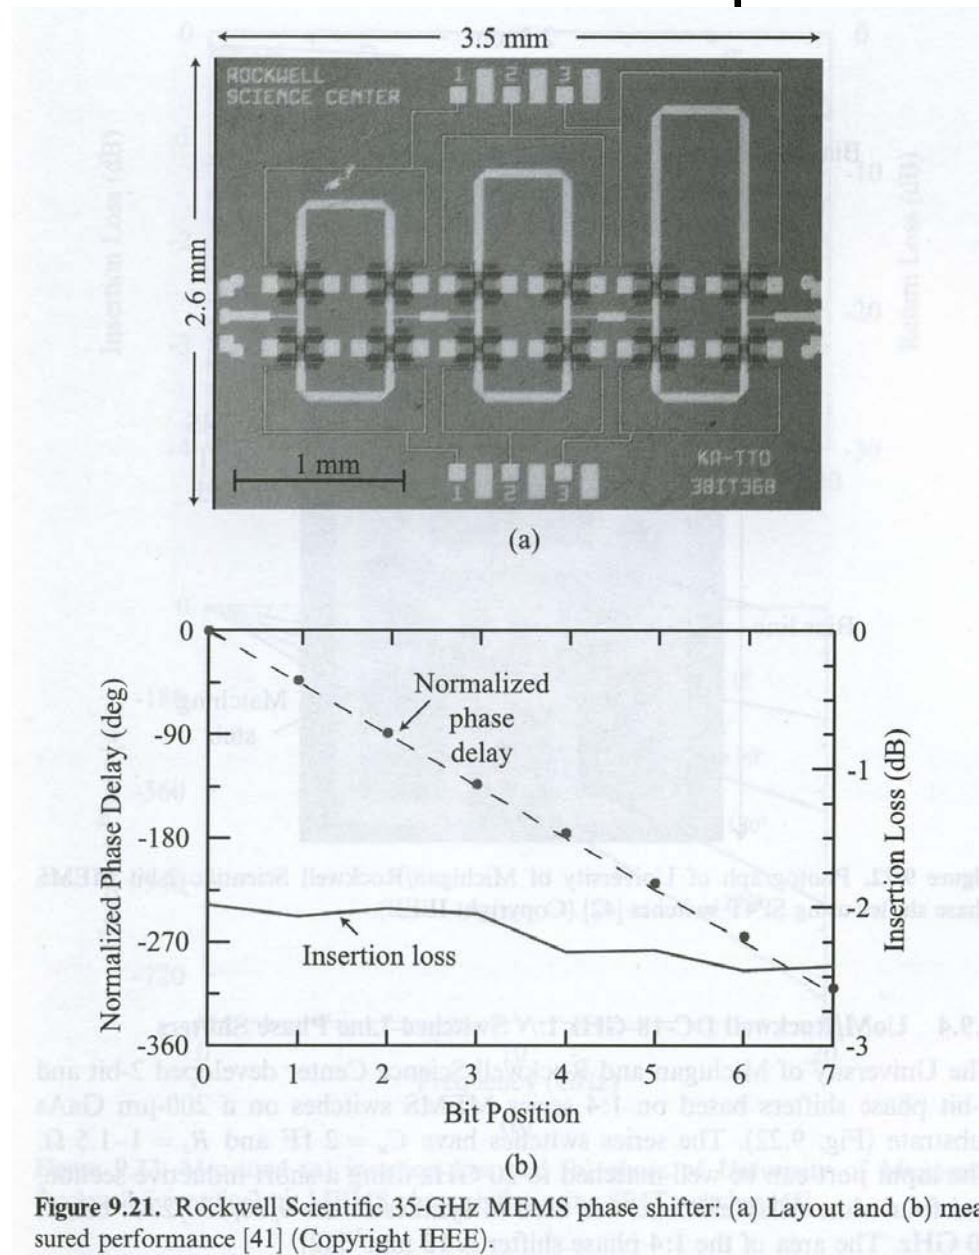 3.5 mm
ROCKWELL
SCIENCE CENTER
1 2 3
2.6 mm
1 mm
1 2 3
KA-TTO
3BIT368
(a)
0
-90
-180
-270
-360
Normalized Phase Delay (deg)
Normalized
phase
delay
Insertion loss
0
-1
-2
-3
Insertion Loss (dB)
0 1 2 3 4 5 6 7
Bit Position
(b)
Figure 9.21. Rockwell Scientific 35-GHz MEMS phase shifter: (a) Layout and (b) mea
sured performance [41] (Copyright IEEE).